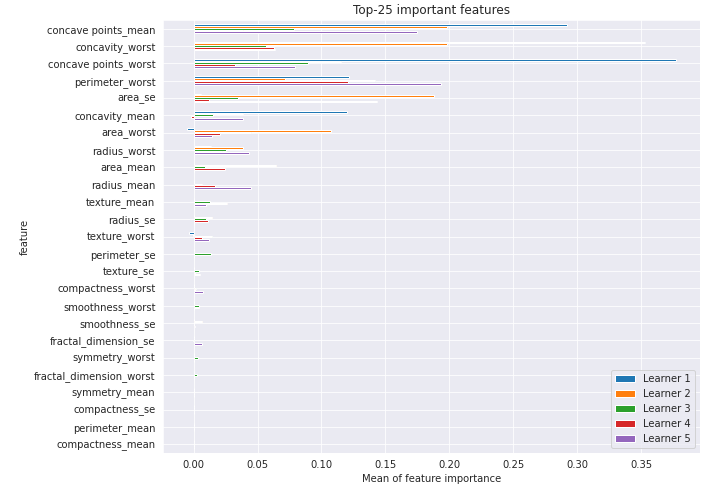 Top-25 important features
concave points_mean
concavity_worst
concave points_worst
perimeter_worst
area_se
concavity_mean
area_worst
radius_worst
area_mean
radius_mean
texture_mean
radius_se
texture_worst
perimeter_se
texture_se
compactness_worst
smoothness_worst
smoothness_se
fractal_dimension_se
symmetry_worst
fractal_dimension_worst
symmetry_mean
compactness_se
perimeter_mean
compactness_mean
feature
Learner 1
Learner 2
Learner 3
Learner 4
Learner 5
0.00 0.05 0.10 0.15 0.20 0.25 0.30 0.35
Mean of feature importance